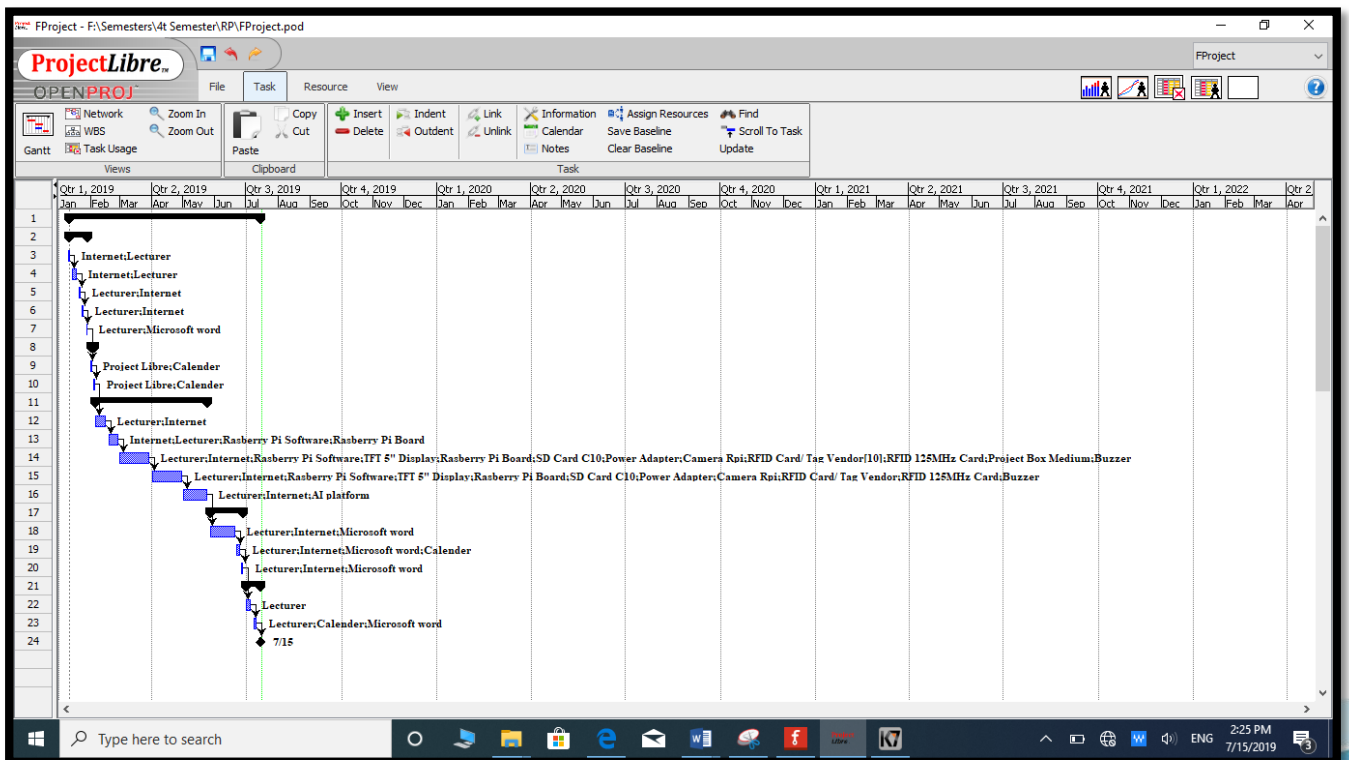 FProject - F:\Semesters\4t Semester\RP\FProject.pod
ProjectLibre™
FProject
OPENPROJ
File Task Resource View
Network Zoom In Copy Insert Indent Link Information Assign Resources Find
WBS Zoom Out Cut Delete Outdent Unlink Calendar Save Baseline Scroll To Task
Gantt Task Usage Paste Notes Clear Baseline Update
Views Clipboard Task
Qtr 1, 2019 Qtr 2, 2019 Qtr 3, 2019 Qtr 4, 2019 Qtr 1, 2020 Qtr 2, 2020 Qtr 3, 2020 Qtr 4, 2020 Qtr 1, 2021 Qtr 2, 2021 Qtr 3, 2021 Qtr 4, 2021 Qtr 1, 2022 Qtr 2
Jan Feb Mar Apr May Jun Jul Aug Sep Oct Nov Dec Jan Feb Mar Apr May Jun Jul Aug Sep Oct Nov Dec Jan Feb Mar Apr May Jun Jul Aug Sep Oct Nov Dec Jan Feb Mar Apr
1
2
3 Internet;Lecturer
4 Internet;Lecturer
5 Lecturer;Internet
6 Lecturer;Internet
7 Lecturer;Microsoft word
8
9 Project Libre;Calender
10 Project Libre;Calender
11
12 Lecturer;Internet
13 Internet;Lecturer;Rasberry Pi Software;Rasberry Pi Board
14 Lecturer;Internet;Rasberry Pi Software;TFT 5" Display;Rasberry Pi Board;SD Card C10;Power Adapter;Camera Rpi;RFID Card/ Tag Vendor[10];RFID 125MHz Card;Project Box Medium;Buzzer
15 Lecturer;Internet;Rasberry Pi Software;TFT 5" Display;Rasberry Pi Board;SD Card C10;Power Adapter;Camera Rpi;RFID Card/ Tag Vendor;RFID 125MHz Card;Buzzer
16 Lecturer;Internet;AI platform
17
18 Lecturer;Internet;Microsoft word
19 Lecturer;Internet;Microsoft word;Calender
20 Lecturer;Internet;Microsoft word
21
22 Lecturer
23 Lecturer;Calender;Microsoft word
24 7/15
Type here to search
ENG
2:25 PM
7/15/2019
3